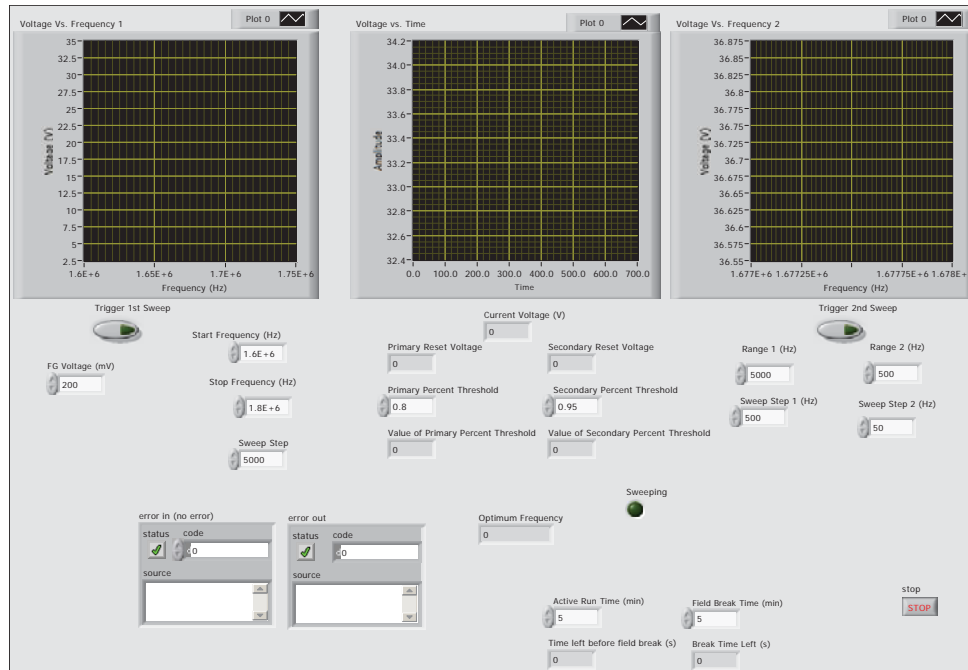 Voltage Vs. Frequency 1
Plot 0
Voltage (V)
35
32.5
30
27.5
25
22.5
20
17.5
15
12.5
10
7.5
5
2.5
1.6E+6
1.65E+6
1.7E+6
1.75E+6
Frequency (Hz)
Voltage Vs. Time
Plot 0
Amplitude
34.2
34.0
33.8
33.6
33.4
33.2
33.0
32.8
32.6
32.4
0.0
100.0
200.0
300.0
400.0
500.0
600.0
700.0
Time
Voltage Vs. Frequency 2
Plot 0
Voltage (V)
36.875
36.85
36.825
36.8
36.775
36.75
36.725
36.7
36.675
36.65
36.625
36.6
36.575
36.55
1.677E+6
1.67725E+6
1.67775E+6
1.678E+
Frequency (Hz)
Trigger 1st Sweep
FG Voltage (mV)
200
Start Frequency (Hz)
1.6E+6
Stop Frequency (Hz)
1.8E+6
Sweep Step
5000
Current Voltage (V)
0
Primary Reset Voltage
0
Secondary Reset Voltage
0
Primary Percent Threshold
0.8
Secondary Percent Threshold
0.95
Value of Primary Percent Threshold
0
Value of Secondary Percent Threshold
0
Trigger 2nd Sweep
Range 1 (Hz)
5000
Range 2 (Hz)
500
Sweep Step 1 (Hz)
500
Sweep Step 2 (Hz)
50
Sweeping
error in (no error)
status
code
0
source
error out
status
code
0
source
Optimum Frequency
0
Active Run Time (min)
5
Field Break Time (min)
5
Time left before field break (s)
0
Break Time Left (s)
0
stop
STOP